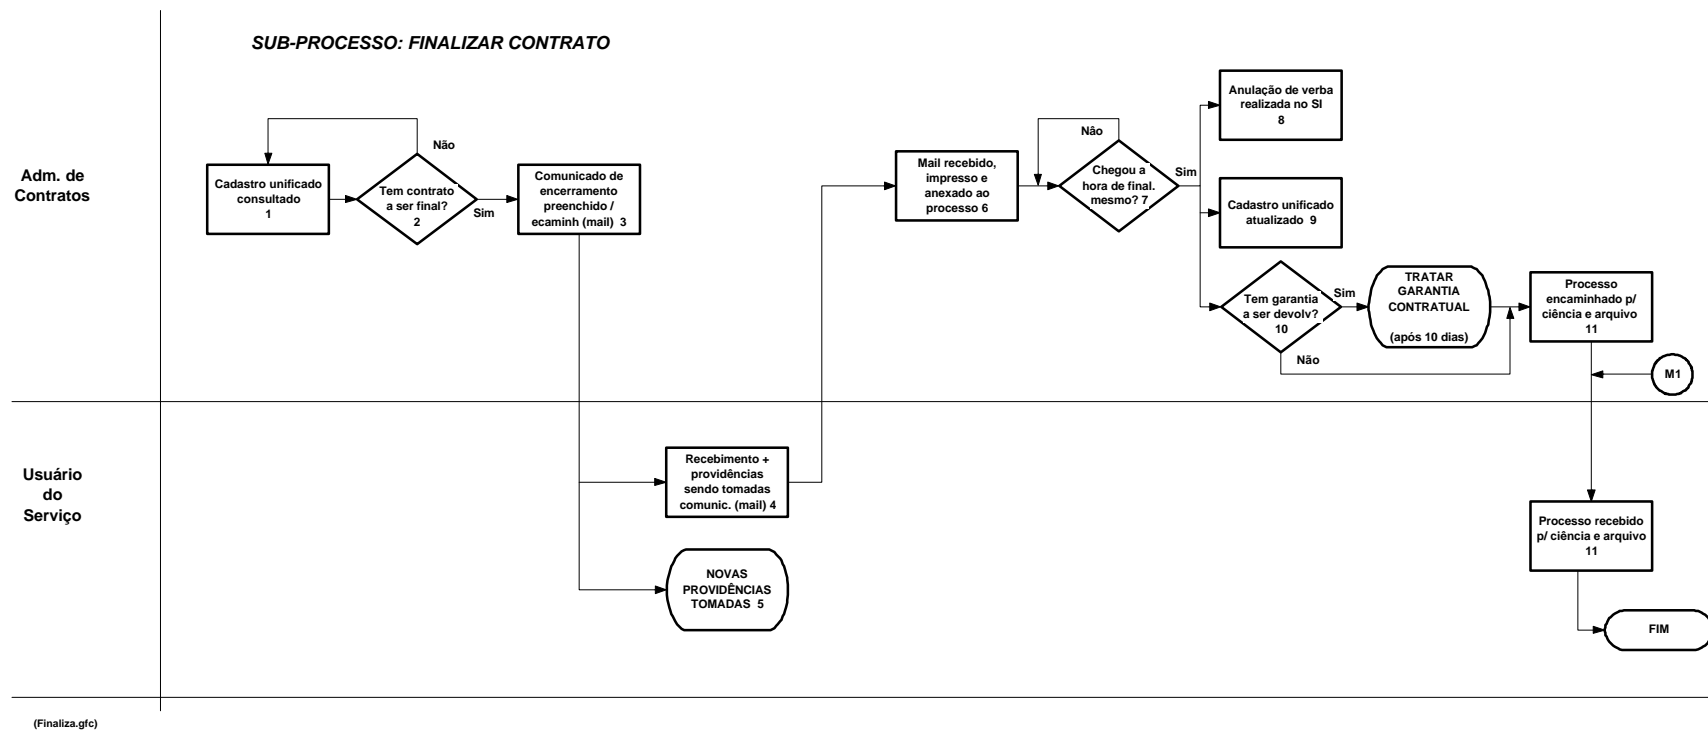 SUB-PROCESSO: FINALIZAR CONTRATO
Adm. de
Contratos
Cadastro unificado
consultado
1
Não
Tem contrato
a ser final?
2
Sim
Comunicado de
encerramento
preenchido /
ecaminh (mail) 3
Mail recebido,
impresso e
anexado ao
processo 6
Nâo
Chegou a
hora de final.
mesmo? 7
Sim
Anulação de verba
realizada no SI
8
Cadastro unificado
atualizado 9
Tem garantia
a ser devolv?
10
Sim
Não
TRATAR
GARANTIA
CONTRATUAL
(após 10 dias)
Processo
encaminhado p/
ciência e arquivo
11
M1
Usuário
do
Serviço
Recebimento +
providências
sendo tomadas
comunic. (mail) 4
NOVAS
PROVIDÊNCIAS
TOMADAS 5
Processo recebido
p/ ciência e arquivo
11
FIM
(Finaliza.gfc)